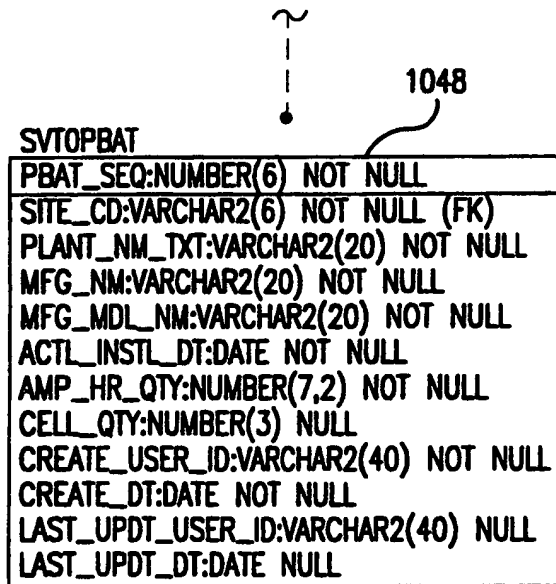 1048
SVTOPBAT
PBAT_SEQ:NUMBER(6) NOT NULL
SITE_CD:VARCHAR2(6) NOT NULL (FK)
PLANT_NM_TXT:VARCHAR2(20) NOT NULL
MFG_NM:VARCHAR2(20) NOT NULL
MFG_MDL_NM:VARCHAR2(20) NOT NULL
ACTL_INSTL_DT:DATE NOT NULL
AMP_HR_QTY:NUMBER(7,2) NOT NULL
CELL_QTY:NUMBER(3) NULL
CREATE_USER_ID:VARCHAR2(40) NOT NULL
CREATE_DT:DATE NOT NULL
LAST_UPDT_USER_ID:VARCHAR2(40) NULL
LAST_UPDT_DT:DATE NULL